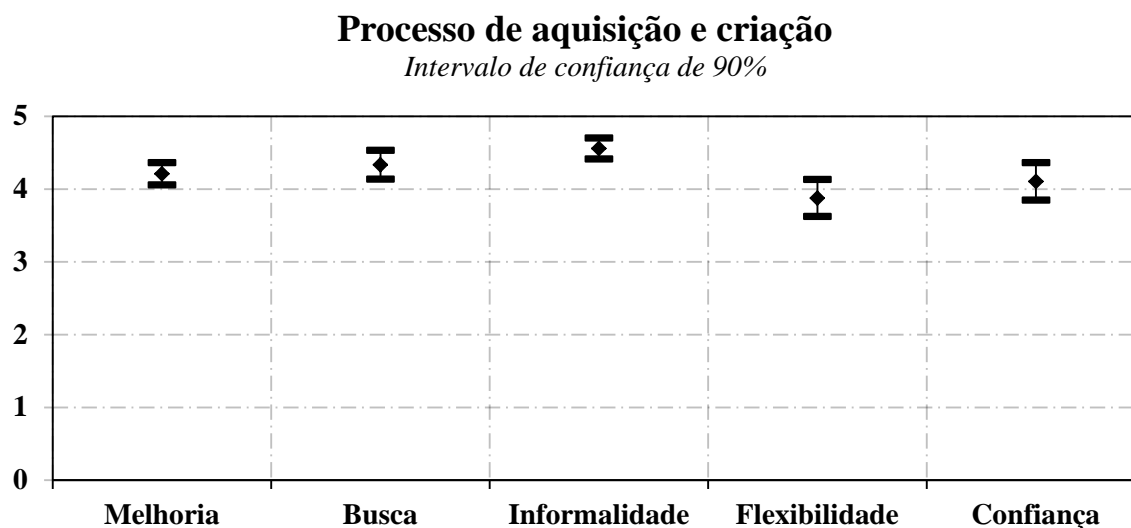 Processo de aquisição e criação
Intervalo de confiança de 90%
5
4
3
2
1
0
Melhoria Busca Informalidade Flexibilidade Confiança